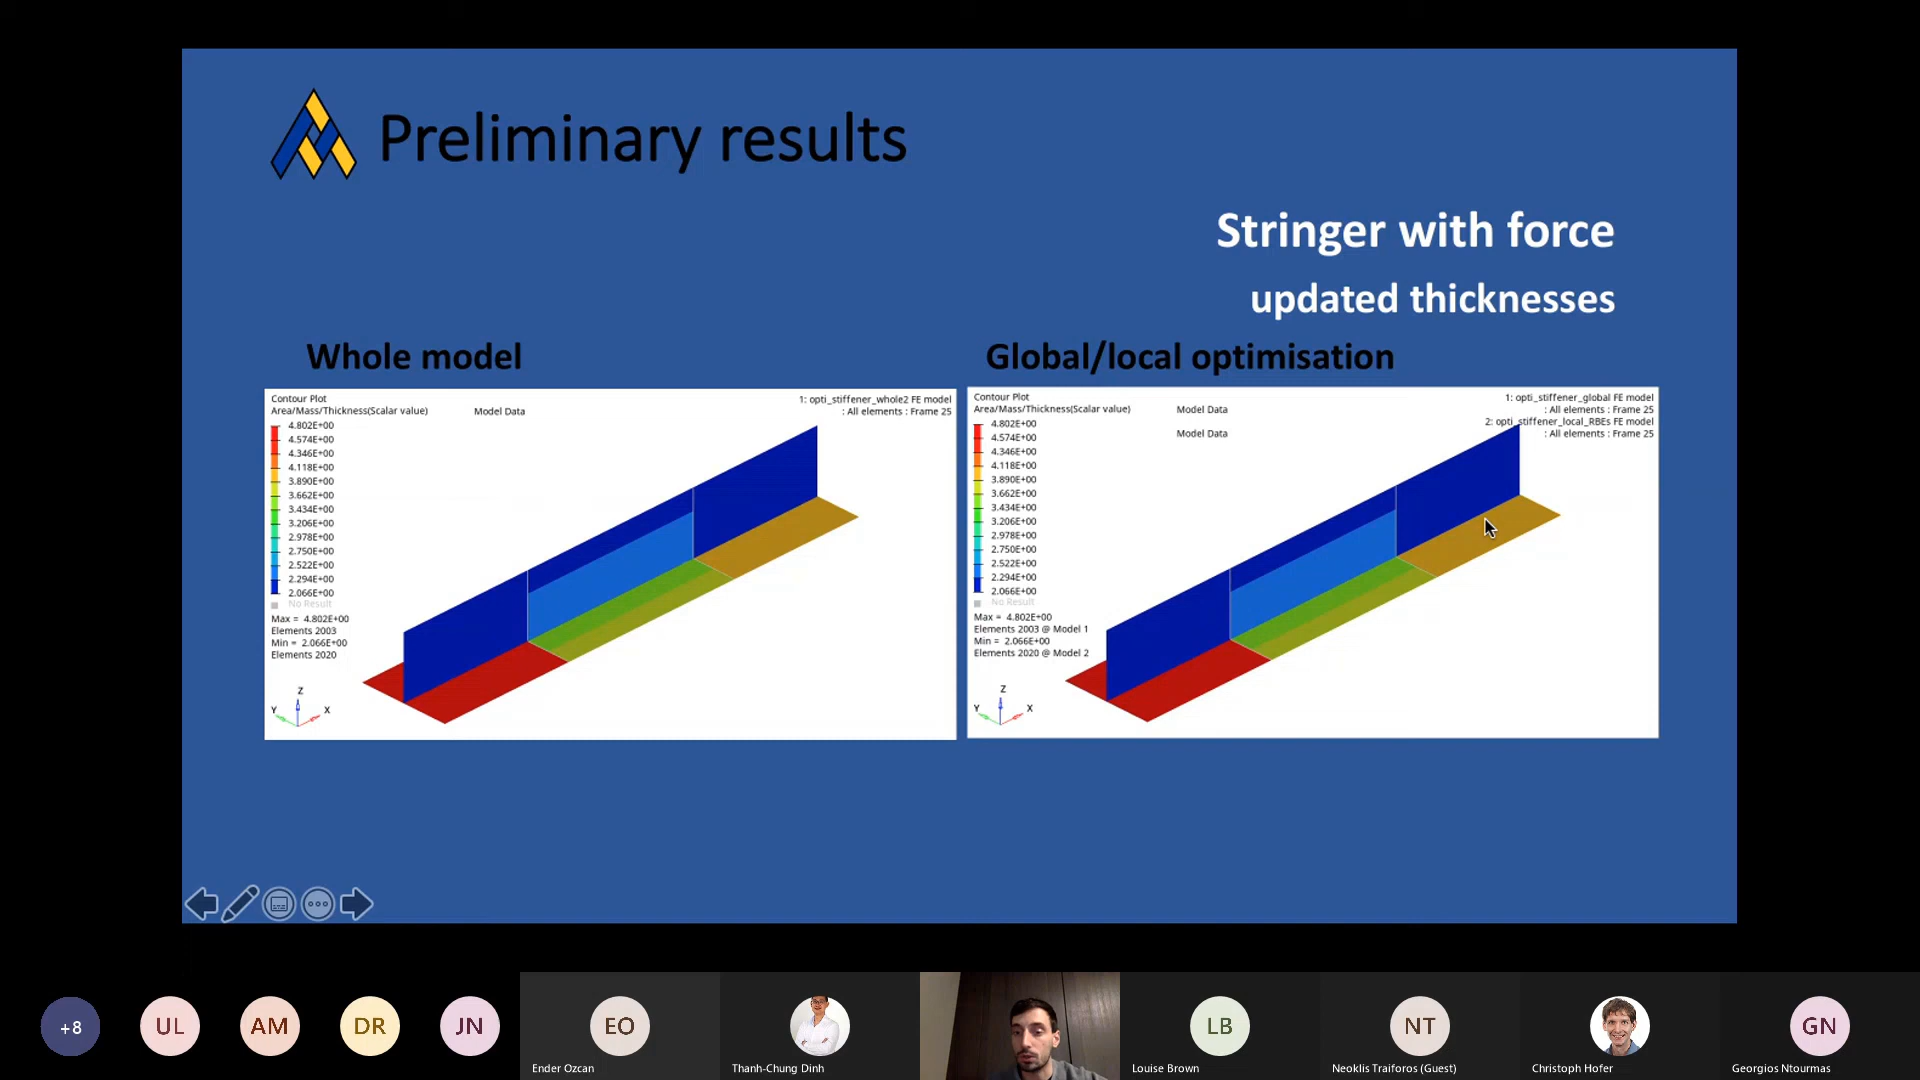 Preliminary results
Stringer with force
updated thicknesses
Whole model
Global/local optimisation
Contour Plot
Area/Mass/Thickness(Scalar value)
Model Data
1: opti_stiffener_whole2 FE model
: All elements : Frame 25
4.802E+00
4.574E+00
4.346E+00
4.118E+00
3.890E+00
3.662E+00
3.434E+00
3.206E+00
2.978E+00
2.750E+00
2.522E+00
2.294E+00
2.066E+00
No Result
Max = 4.802E+00
Elements 2003
Min = 2.066E+00
Elements 2020
Z
Y
X
Contour Plot
Area/Mass/Thickness(Scalar value)
Model Data
Model Data
1: opti_stiffener_global FE model
: All elements : Frame 25
2: opti_stiffener_local_RBEs FE model
: All elements : Frame 25
4.802E+00
4.574E+00
4.346E+00
4.118E+00
3.890E+00
3.662E+00
3.434E+00
3.206E+00
2.978E+00
2.750E+00
2.522E+00
2.294E+00
2.066E+00
No Result
Max = 4.802E+00
Elements 2003 @ Model 1
Min = 2.066E+00
Elements 2020 @ Model 2
Z
Y
X
+8
UL
AM
DR
JN
EO
Ender Ozcan
Thanh-Chung Dinh
LB
Louise Brown
NT
Neoklis Traiforos (Guest)
Christoph Hofer
GN
Georgios Ntourmas